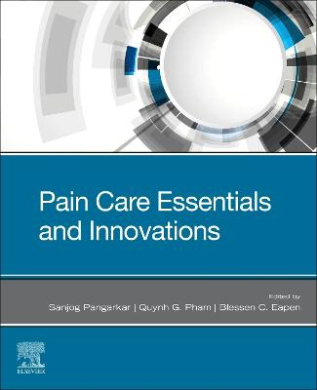 Pain Care Essentials
and Innovations
Edited by
Sanjog Pangarkar | Quynh G. Pham | Blessen C. Eapen
ELSEVIER